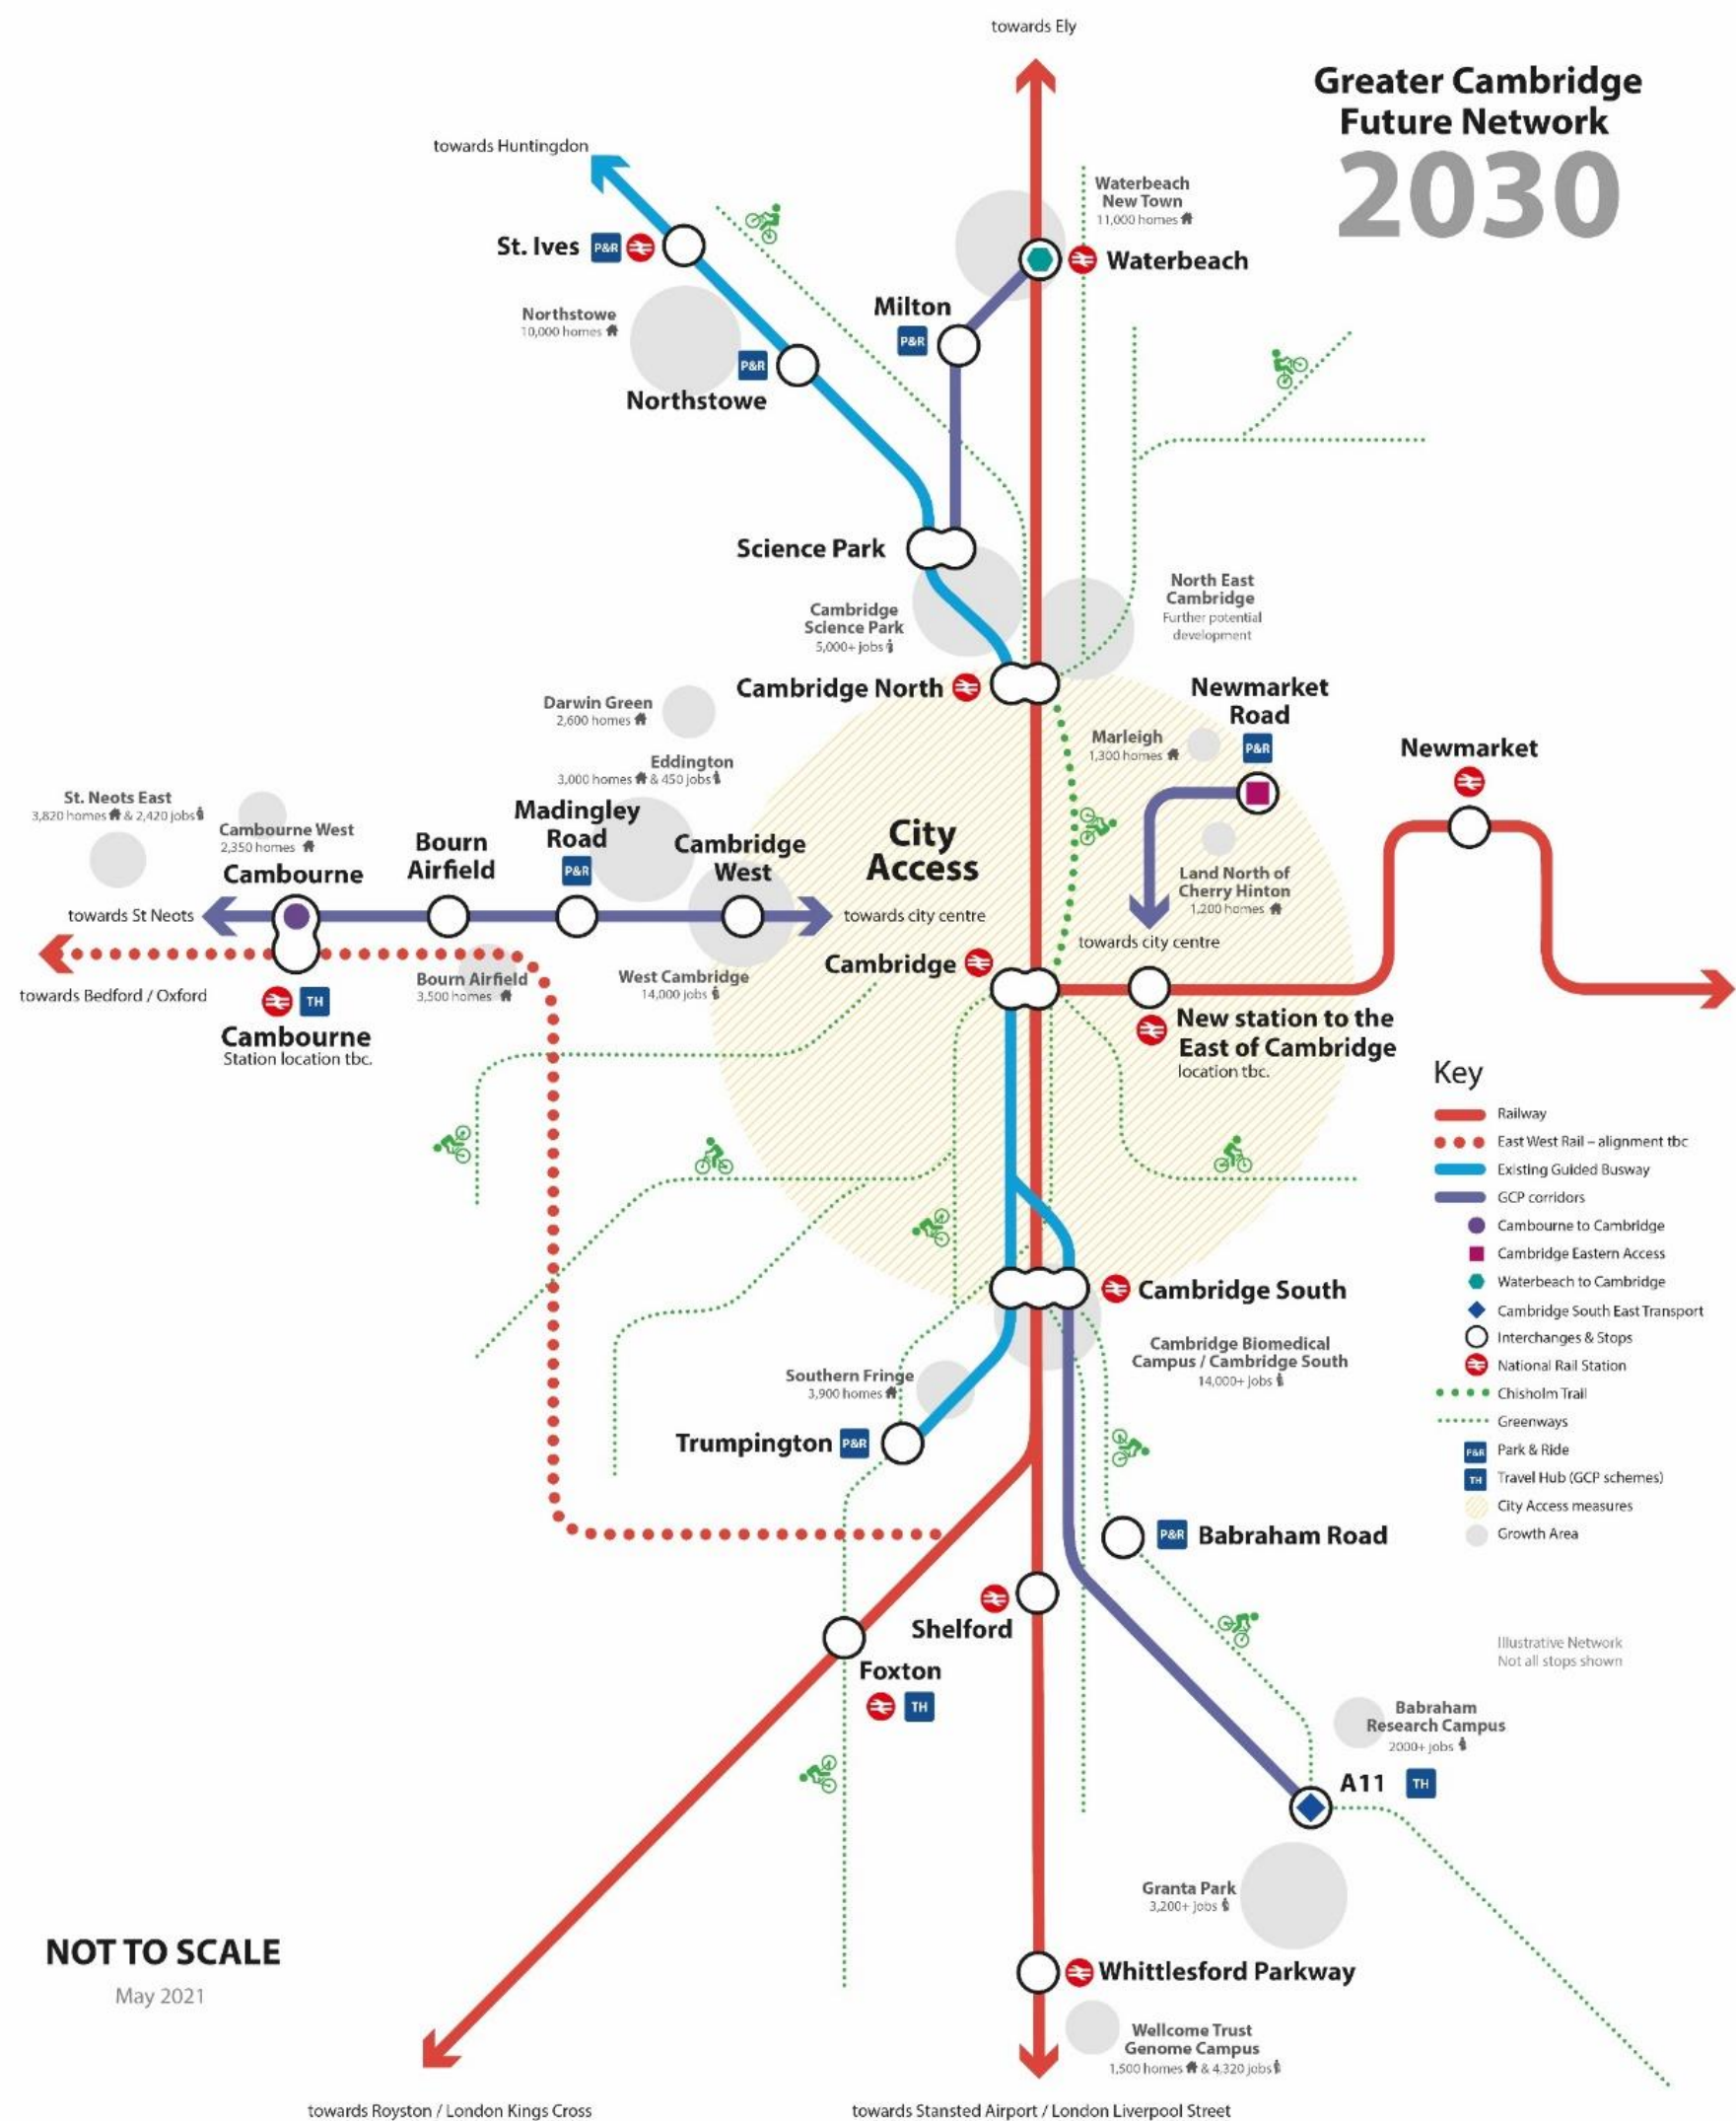 towards Ely
Greater Cambridge
Future Network
2030
towards Huntingdon
Waterbeach
New Town
11,000 homes
St. Ives P&R
Waterbeach
Northstowe
10,000 homes
Milton
P&R
P&R
Northstowe
Science Park
North East
Cambridge
Further potential
development
Cambridge
Science Park
5,000+ jobs
Cambridge North
Newmarket
Road
P&R
Darwin Green
2,600 homes
Marleigh
1,300 homes
Newmarket
Eddington
3,000 homes & 450 jobs
St. Neots East
3,820 homes & 2,420 jobs
Cambourne West
2,350 homes
Cambourne
Bourn
Airfield
Madingley
Road
P&R
Cambridge
West
City
Access
Land North of
Cherry Hinton
1,200 homes
towards St Neots
towards city centre
towards city centre
Cambridge
towards Bedford / Oxford
TH
Cambourne
Station location tbc.
Bourn Airfield
3,500 homes
West Cambridge
14,000 jobs
New station to the
East of Cambridge
location tbc.
Key
Railway
East West Rail – alignment tbc
Existing Guided Busway
GCP corridors
Cambourne to Cambridge
Cambridge Eastern Access
Waterbeach to Cambridge
Cambridge South East Transport
Interchanges & Stops
National Rail Station
Chisholm Trail
Greenways
P&R Park & Ride
TH Travel Hub (GCP schemes)
City Access measures
Growth Area
Cambridge South
Cambridge Biomedical
Campus / Cambridge South
14,000+ jobs
Southern Fringe
3,900 homes
Trumpington P&R
P&R Babraham Road
Shelford
Foxton
TH
Illustrative Network
Not all stops shown
Babraham
Research Campus
2000+ jobs
A11 TH
Granta Park
3,200+ jobs
NOT TO SCALE
May 2021
Whittlesford Parkway
Wellcome Trust
Genome Campus
1,500 homes & 4,320 jobs
towards Royston / London Kings Cross
towards Stansted Airport / London Liverpool Street